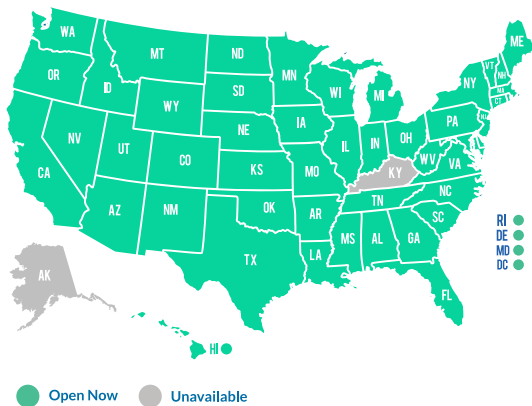 WA
ME
MT
ND
VT
NH
OR
MN
ID
SD
WI
NY
MA
WY
MI
CT
IA
PA
NJ
NE
NV
OH
IL
IN
UT
CO
WV
VA
CA
KS
MO
KY
NC
TN
OK
AZ
NM
AR
SC
RI
MS
AL
GA
DE
TX
LA
MD
DC
AK
FL
HI
Open Now
Unavailable